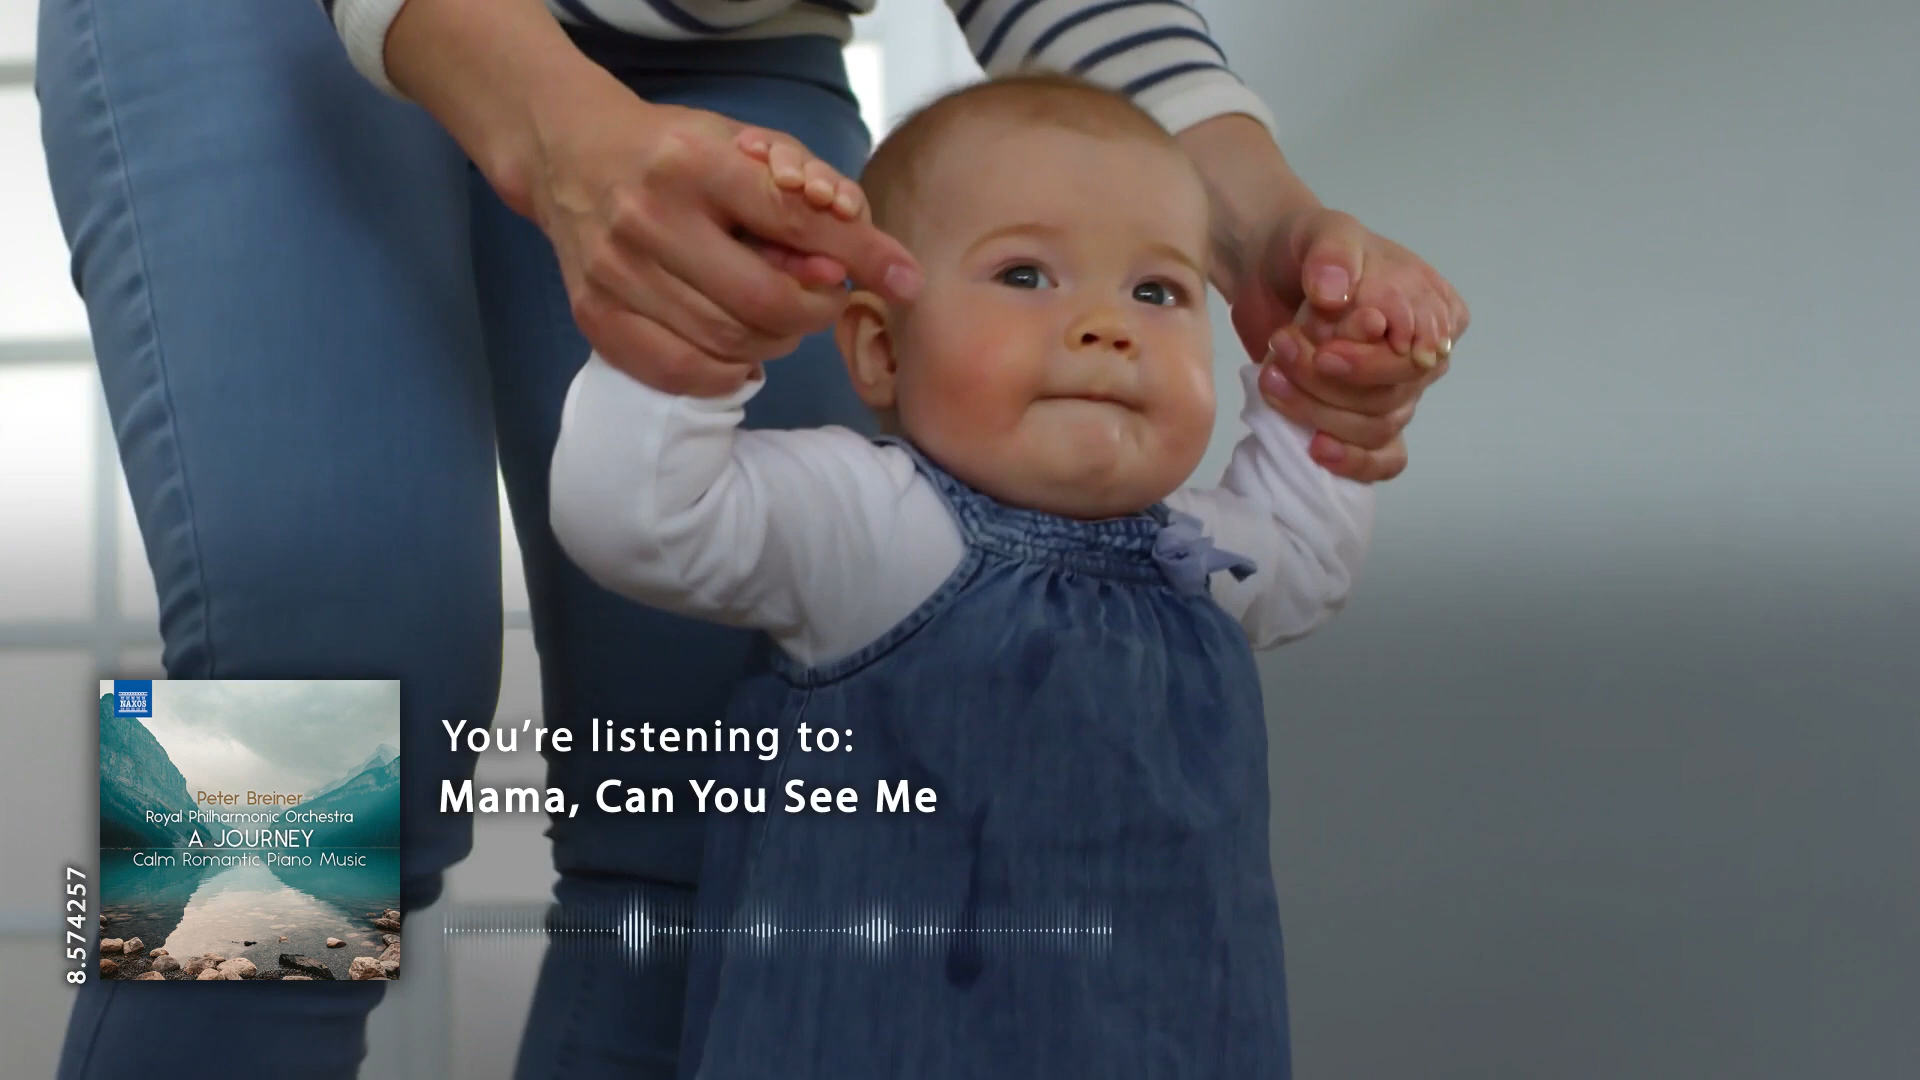 NAXOS
Peter Breiner
Royal Philharmonic Orchestra
A JOURNEY
Calm Romantic Piano Music
8.574257
You’re listening to:
Mama, Can You See Me